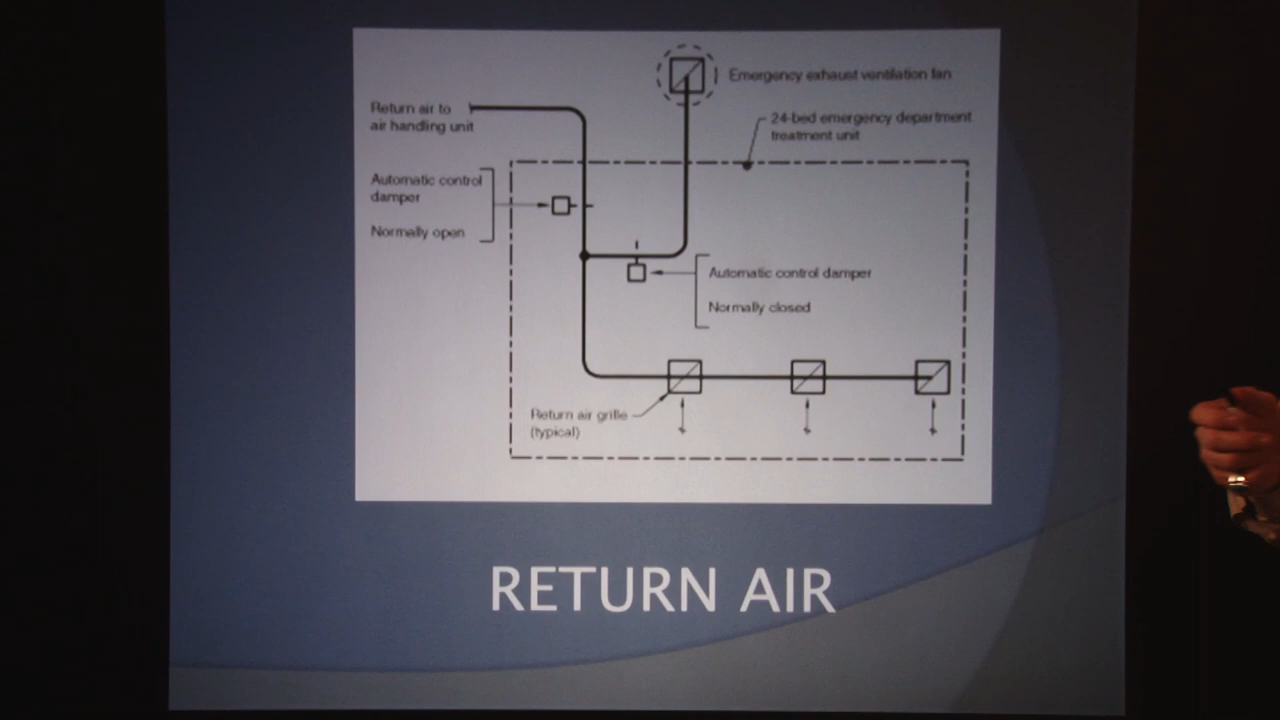 Emergency exhaust ventilation fan
Return air to
air handling unit
24-bed emergency department
treatment unit
Automatic control
damper
Normally open
Automatic control damper
Normally closed
Return air grille
(typical)
RETURN AIR